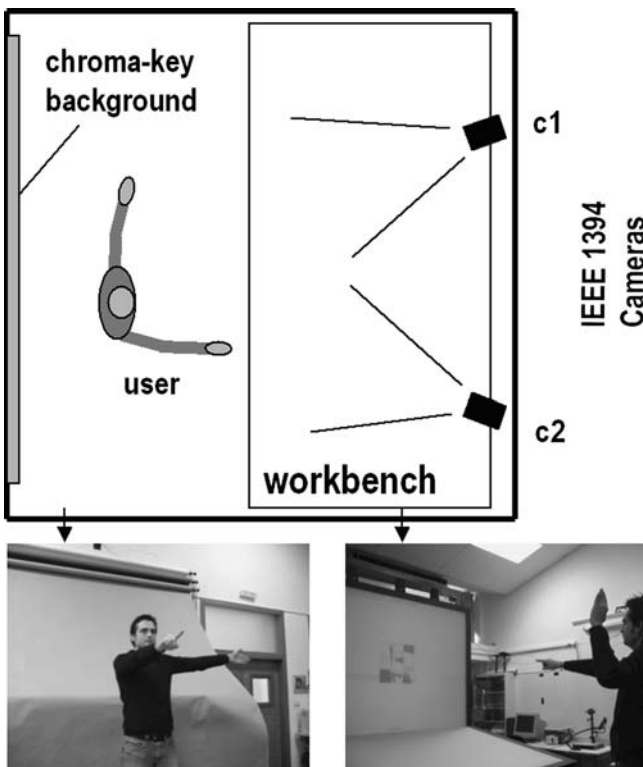 chroma-key
background
c1
IEEE 1394
Cameras
user
c2
workbench